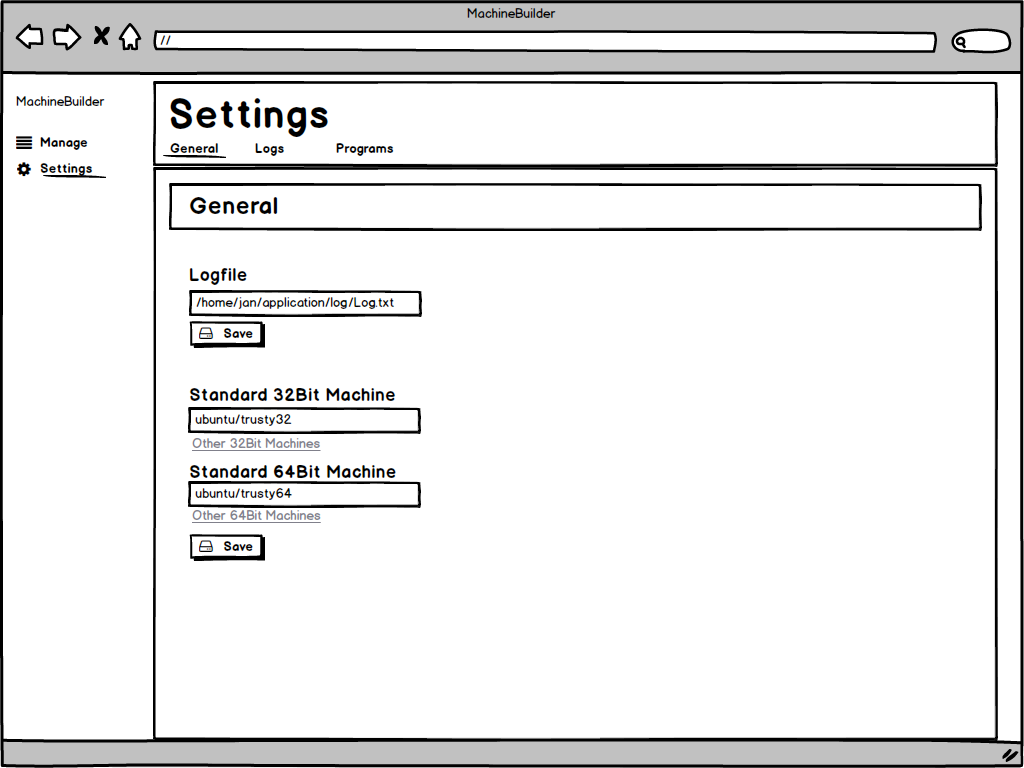 MachineBuilder
//
MachineBuilder
Manage
Settings
Settings
General Logs Programs
General
Logfile
/home/jan/application/log/Log.txt
Save
Standard 32Bit Machine
ubuntu/trusty32
Other 32Bit Machines
Standard 64Bit Machine
ubuntu/trusty64
Other 64Bit Machines
Save